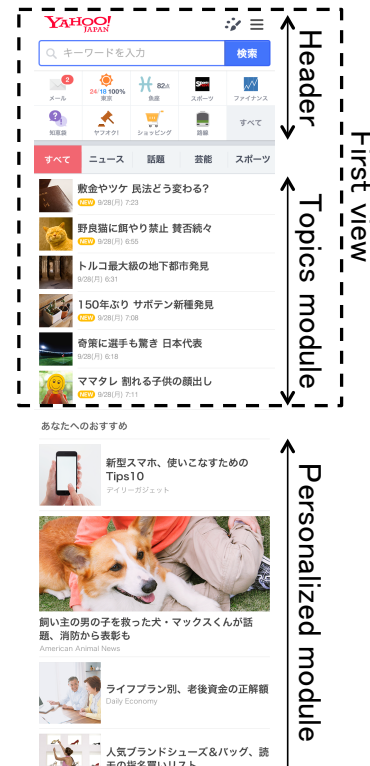 YAHOO!
JAPAN
キーワードを入力
検索
2
24/18 100%
82点
Sports
メール
東京
魚座
スポーツ
ファイナンス
知恵袋
ヤフオク!
ショッピング
路線
すべて
すべて
ニュース
話題
芸能
スポーツ
敷金やツケ 民法どう変わる?
NEW 9/28(月) 7:23
野良猫に餌やり禁止 賛否続々
NEW 9/28(月) 6:55
トルコ最大級の地下都市発見
9/28(月) 6:31
150年ぶり サボテン新種発見
NEW 9/28(月) 7:08
奇策に選手も驚き 日本代表
9/28(月) 6:18
ママタレ 割れる子供の顔出し
NEW 9/28(月) 7:11
あなたへのおすすめ
新型スマホ、使いこなすための
Tips10
デイリーガジェット
飼い主の男の子を救った犬・マックスくんが話
題、消防から表彰も
American Animal News
ライフプラン別、老後資金の正解額
Daily Economy
人気ブランドシューズ&バッグ、読
Header
Topics module
First view
Personalized module